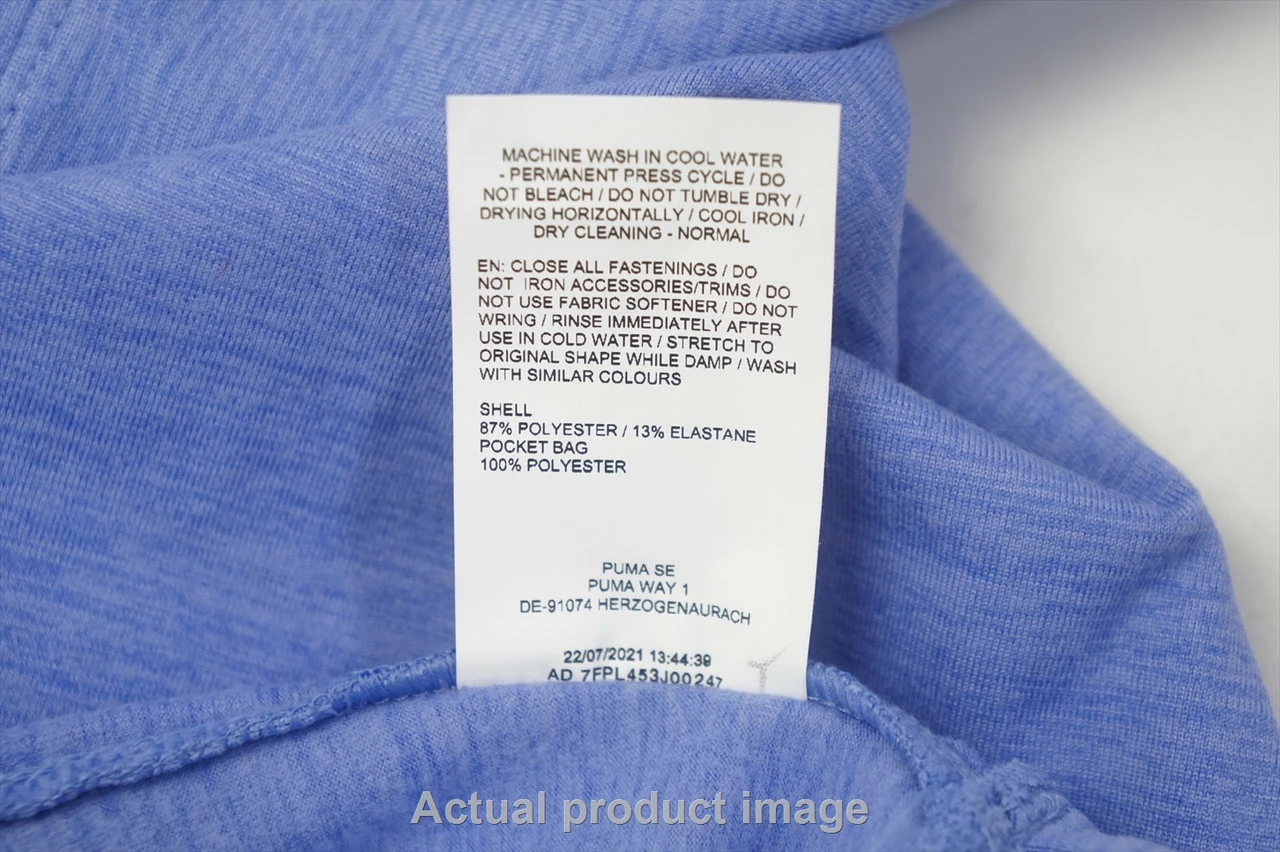 MACHINE WASH IN COOL WATER
- PERMANENT PRESS CYCLE / DO
NOT BLEACH / DO NOT TUMBLE DRY /
DRYING HORIZONTALLY / COOL IRON /
DRY CLEANING - NORMAL
EN: CLOSE ALL FASTENINGS / DO
NOT IRON ACCESSORIES/TRIMS / DO
NOT USE FABRIC SOFTENER / DO NOT
WRING / RINSE IMMEDIATELY AFTER
USE IN COLD WATER / STRETCH TO
ORIGINAL SHAPE WHILE DAMP / WASH
WITH SIMILAR COLOURS
SHELL
87% POLYESTER / 13% ELASTANE
POCKET BAG
100% POLYESTER
PUMA SE
PUMA WAY 1
DE-91074 HERZOGENAURACH
22/07/2021 13:44:39
AD 7FPL453J00247
Actual product image